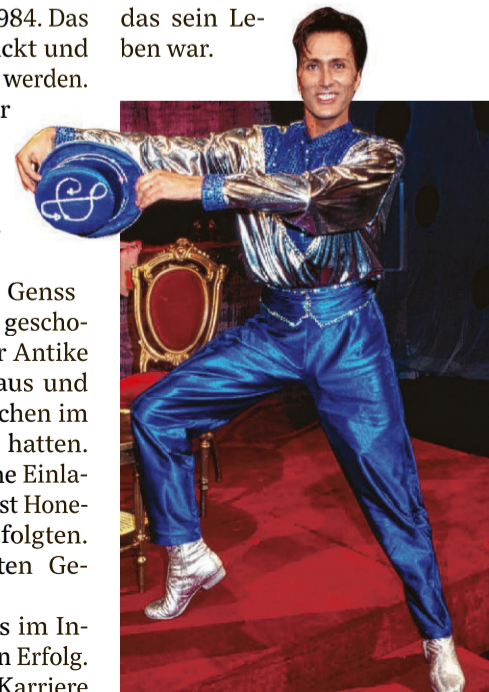 984. Das
ckt und
werden.
r
Genss
gescho-
r Antike
aus und
chen im
hatten.
ne Einla-
st Hone-
folgten.
ten Ge-
s im In-
n Erfolg.
Karriere
das sein Le-
ben war.